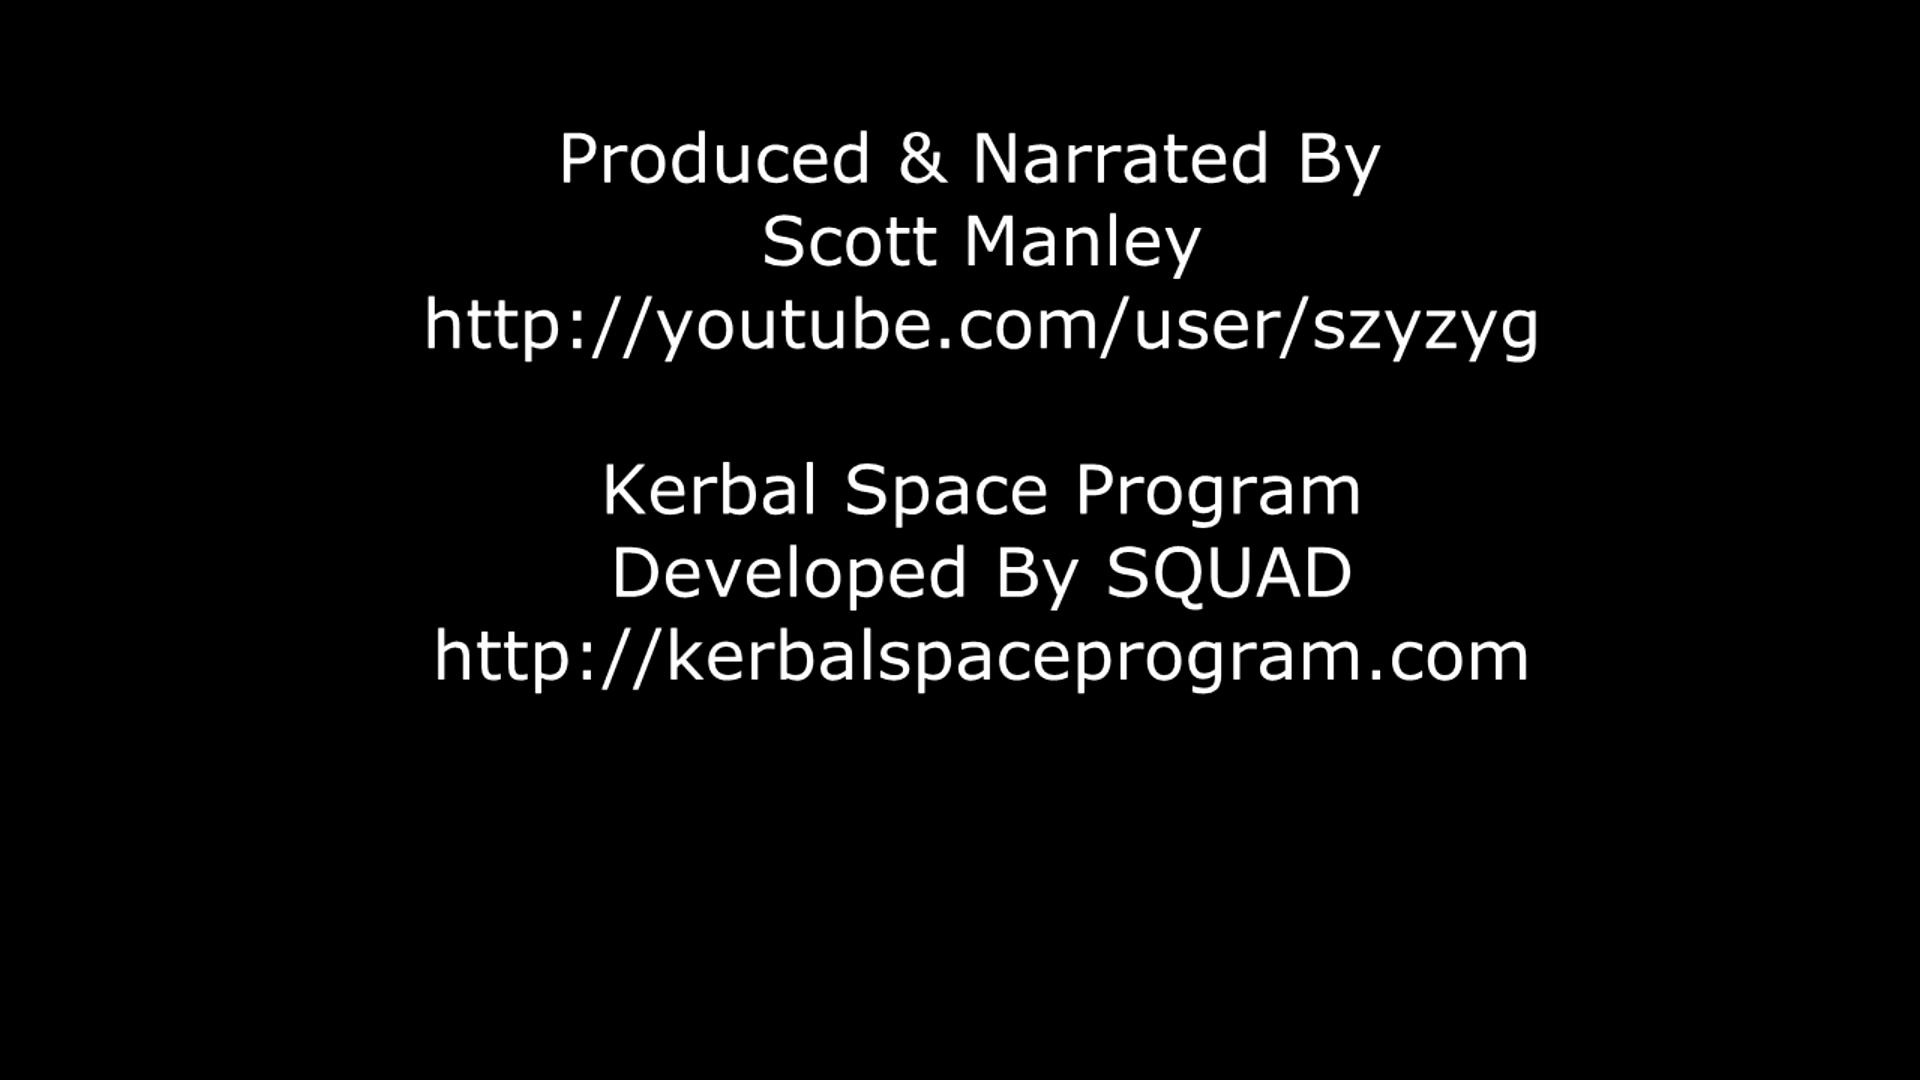 Produced & Narrated By
Scott Manley
http://youtube.com/user/szyzyg
Kerbal Space Program
Developed By SQUAD
http://kerbalspaceprogram.com